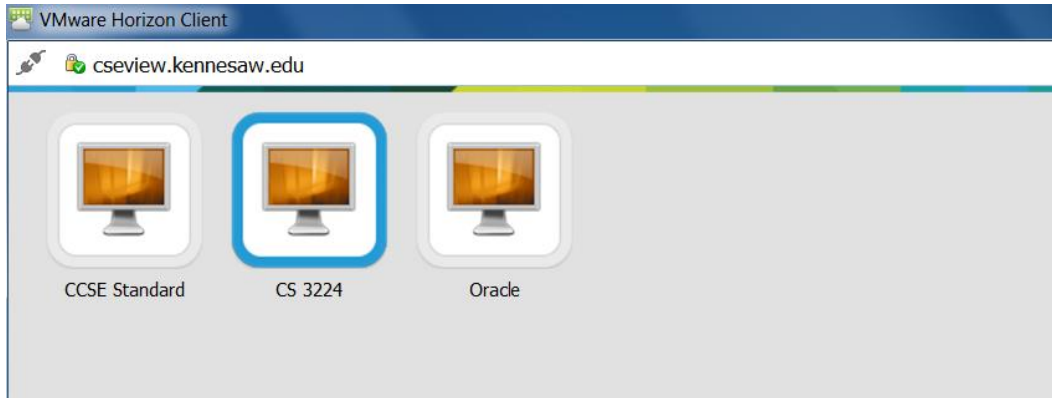 VMware Horizon Client
cseview.kennesaw.edu
CCSE Standard
CS 3224
Oracle